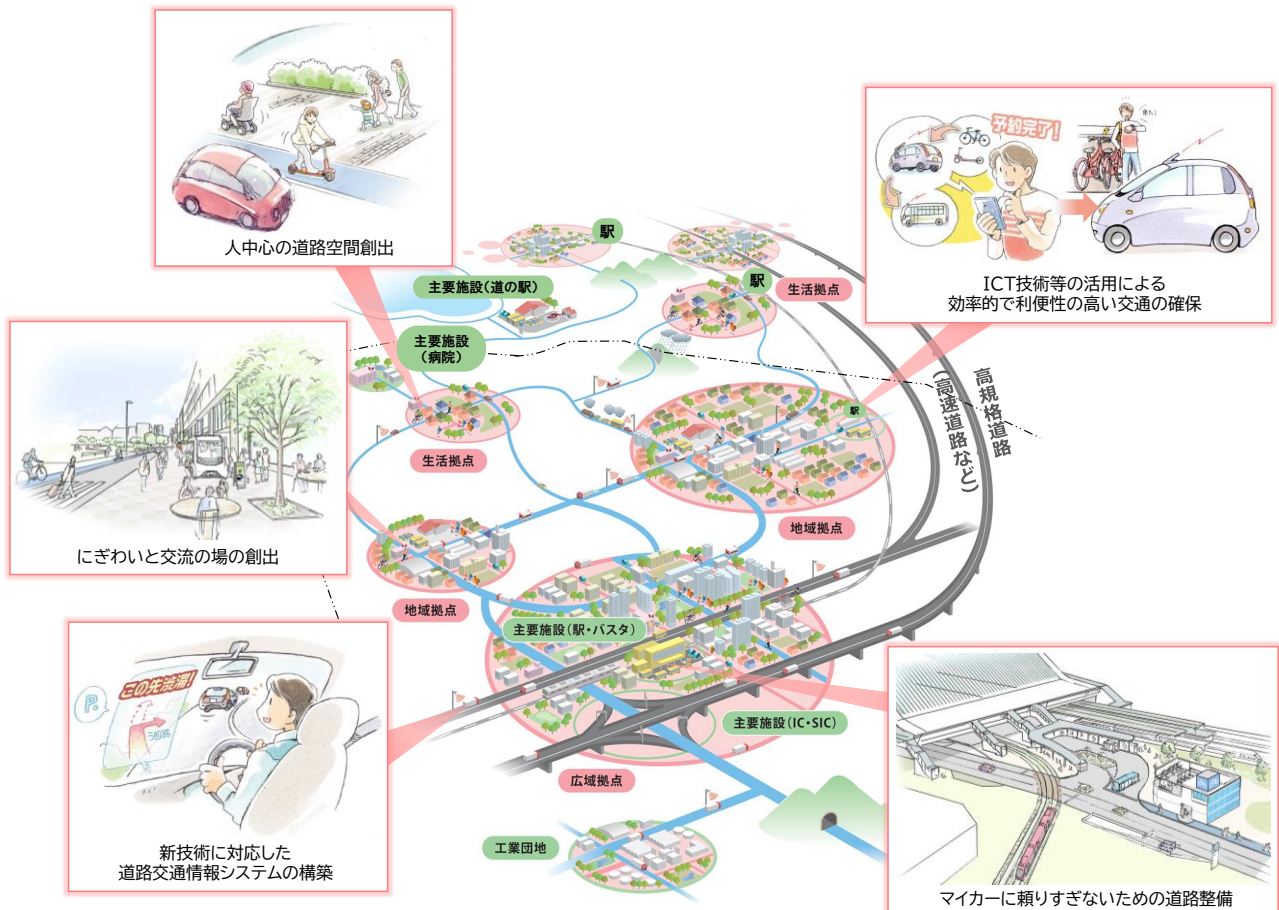 人中心の道路空間創出
予約完了!
ICT技術等の活用による
効率的で利便性の高い交通の確保
駅
駅
生活拠点
主要施設(道の駅)
主要施設
(病院)
生活拠点
駅
高規格道路
(高速道路など)
地域拠点
にぎわいと交流の場の創出
地域拠点
主要施設(駅・バスタ)
主要施設(IC・SIC)
広域拠点
工業団地
この先渋滞!
P.
新技術に対応した
道路交通情報システムの構築
マイカーに頼りすぎないための道路整備